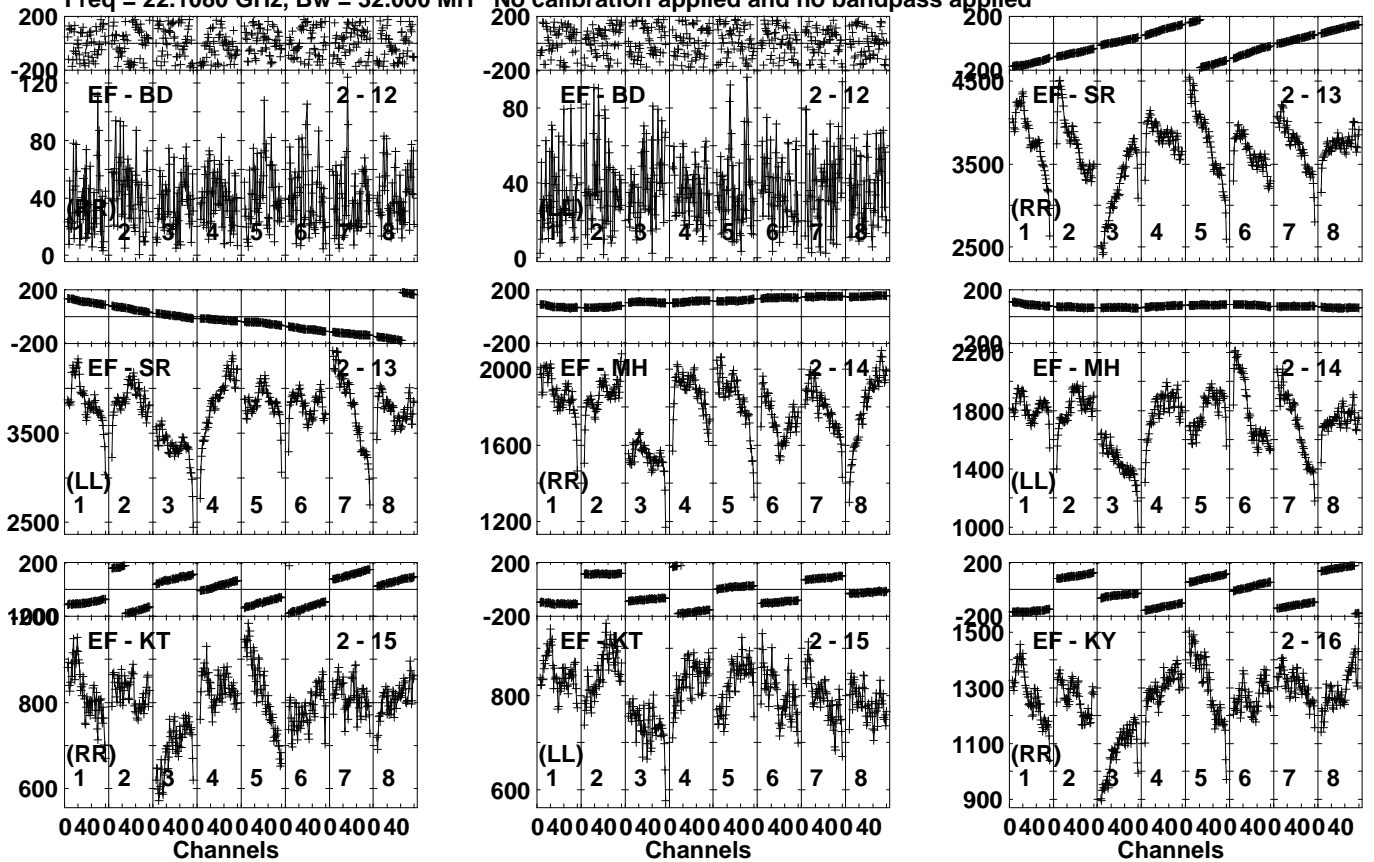 Freq = 22.1080 GHz, Bw = 32.000 MH No calibration applied and no bandpass applied
200
-200
120
80
40
0
EF - BD 2 - 12
(RR)
1 2 3 4 5 6 7 8
200
-200
80
40
0
EF - BD 2 - 12
(LL)
1 2 3 4 5 6 7 8
200
-200
4500
3500
2500
EF - SR 2 - 13
(RR)
1 2 3 4 5 6 7 8
200
-200
3500
2500
EF - SR 2 - 13
(LL)
1 2 3 4 5 6 7 8
200
-200
2000
1600
1200
EF - MH 2 - 14
(RR)
1 2 3 4 5 6 7 8
200
-200
2200
1800
1400
1000
EF - MH 2 - 14
(LL)
1 2 3 4 5 6 7 8
200
-200
800
600
EF - KT 2 - 15
(RR)
1 2 3 4 5 6 7 8
200
-200
800
600
EF - KT 2 - 15
(LL)
1 2 3 4 5 6 7 8
200
-200
1500
1300
1100
900
EF - KY 2 - 16
(RR)
1 2 3 4 5 6 7 8
0 40 0 40 0 40 0 40 0 40 0 40 0 40 0 40
Channels
0 40 0 40 0 40 0 40 0 40 0 40 0 40 0 40
Channels
0 40 0 40 0 40 0 40 0 40 0 40 0 40 0 40
Channels